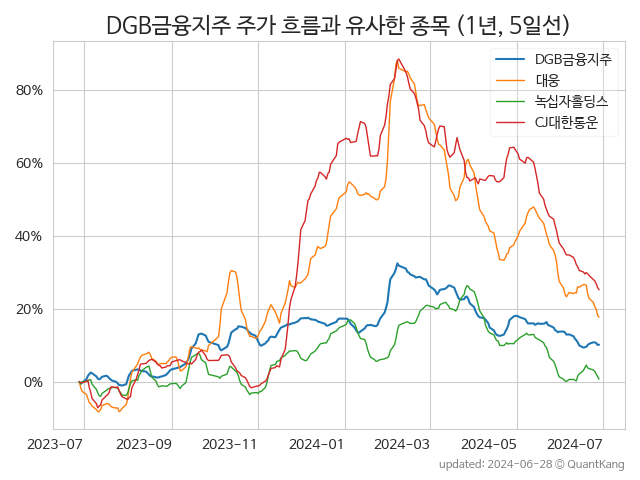 DGB금융지주 주가 흐름과 유사한 종목 (1년, 5일선)
DGB금융지주
대웅
녹십자홀딩스
CJ대한통운
80%
60%
40%
20%
0%
2023-07 2023-09 2023-11 2024-01 2024-03 2024-05 2024-07
updated: 2024-06-28 © QuantKang